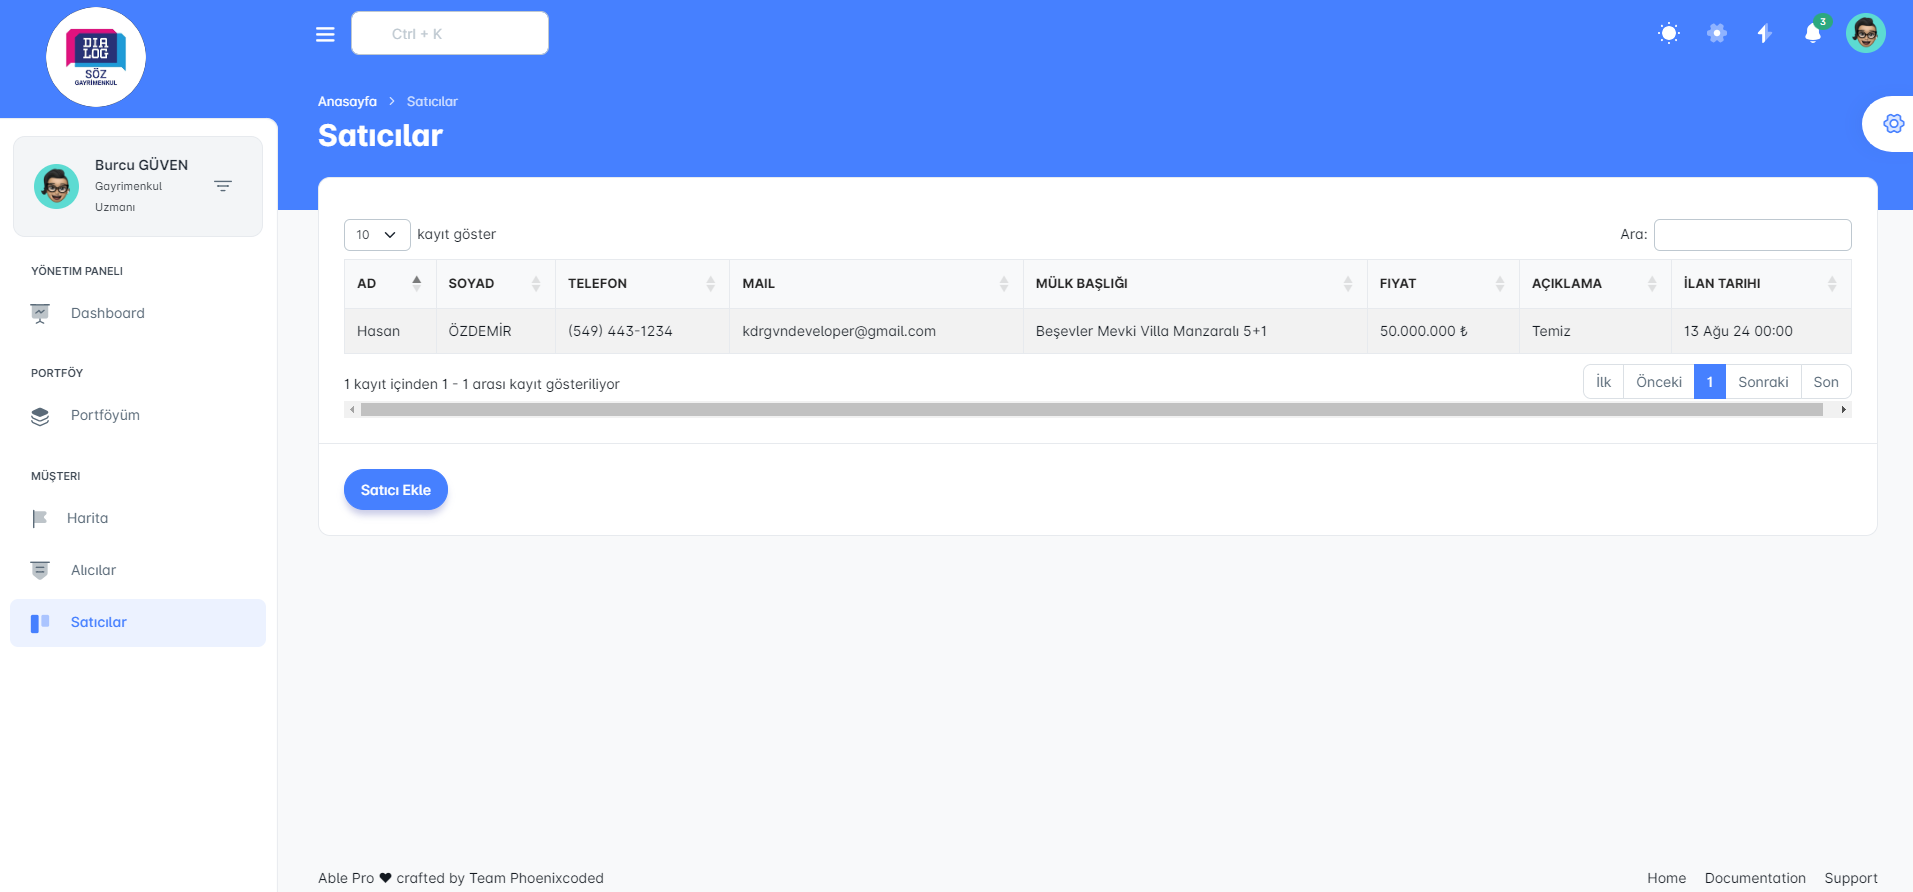 DIA
LOG
SÖZ
GAYRİMENKUL
Ctrl + K
3
Anasayfa > Satıcılar
Satıcılar
Burcu GÜVEN
Gayrimenkul
Uzmanı
YÖNETIM PANELI
Dashboard
PORTFÖY
Portföyüm
MÜŞTERI
Harita
Alıcılar
Satıcılar
10 kayıt göster
Ara:
AD SOYAD TELEFON MAIL MÜLK BAŞLIĞI FIYAT AÇIKLAMA İLAN TARIHI
Hasan ÖZDEMİR (549) 443-1234 kdrgvndeveloper@gmail.com Beşevler Mevki Villa Manzaralı 5+1 50.000.000 ₺ Temiz 13 Ağu 24 00:00
1 kayıt içinden 1 - 1 arası kayıt gösteriliyor
İlk Önceki 1 Sonraki Son
Satıcı Ekle
Able Pro ♥ crafted by Team Phoenixcoded
Home Documentation Support